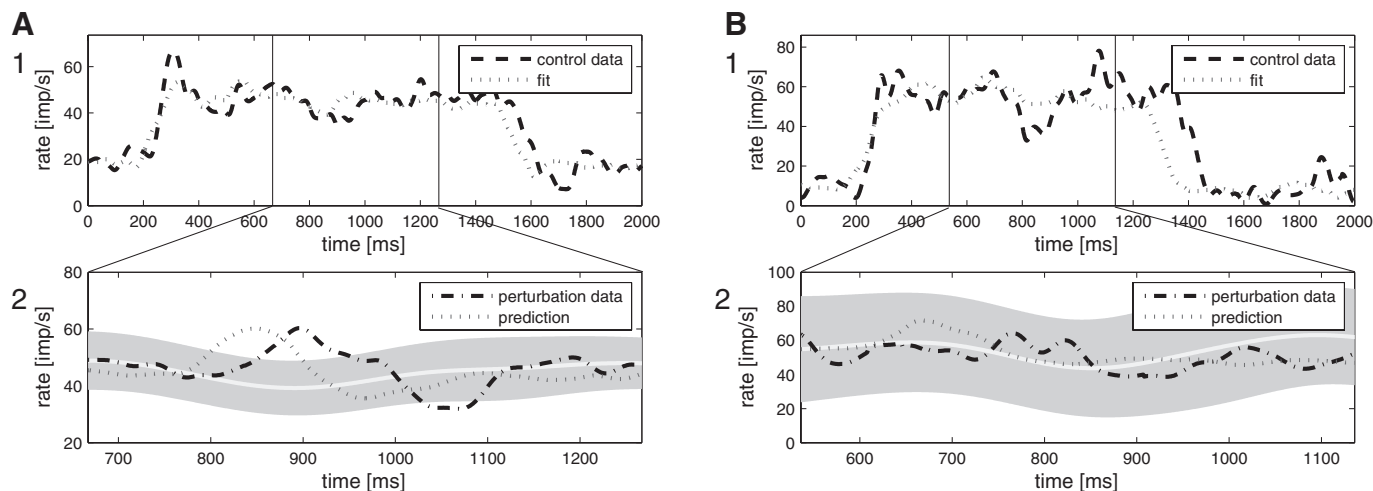 A
B
1
rate [imp/s]
60
40
20
0
control data
fit
0 200 400 600 800 1000 1200 1400 1600 1800 2000
time [ms]
1
rate [imp/s]
80
60
40
20
0
control data
fit
0 200 400 600 800 1000 1200 1400 1600 1800 2000
time [ms]
2
rate [imp/s]
80
60
40
20
perturbation data
prediction
700 800 900 1000 1100 1200
time [ms]
2
rate [imp/s]
100
80
60
40
20
0
perturbation data
prediction
600 700 800 900 1000 1100
time [ms]